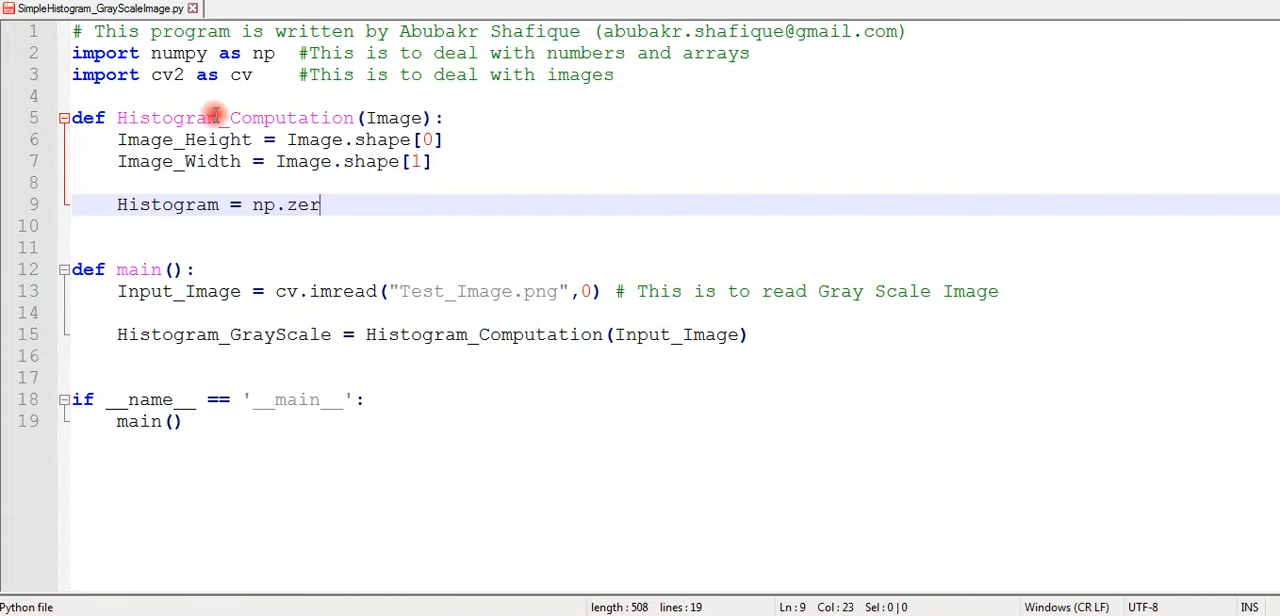 SimpleHistogram_GrayScaleImage.py
1 # This program is written by Abubakr Shafique (abubakr.shafique@gmail.com)
2 import numpy as np  #This is to deal with numbers and arrays
3 import cv2 as cv    #This is to deal with images
4
5 def Histogram_Computation(Image):
6     Image_Height = Image.shape[0]
7     Image_Width = Image.shape[1]
8
9     Histogram = np.zer
10
11
12 def main():
13     Input_Image = cv.imread("Test_Image.png",0) # This is to read Gray Scale Image
14
15     Histogram_GrayScale = Histogram_Computation(Input_Image)
16
17
18 if __name__ == '__main__':
19     main()
Python file length : 508 lines : 19 Ln : 9 Col : 23 Sel : 0 | 0 Windows (CR LF) UTF-8 INS